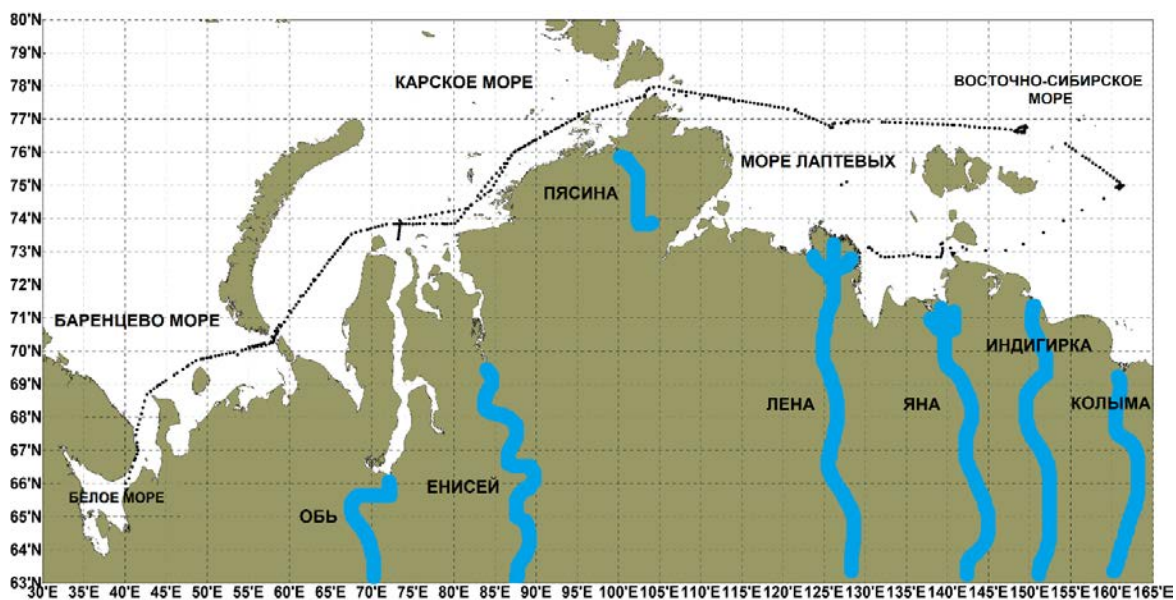 80'N
79'N
78'N
77'N
76'N
75'N
74'N
73'N
72'N
71'N
70'N
69'N
68'N
67'N
66'N
65'N
64'N
63'N
КАРСКОЕ МОРЕ
ВОСТОЧНО-СИБИРСКОЕ
МОРЕ
МОРЕ ЛАПТЕВЫХ
ПЯСИНА
БАРЕНЦЕВО МОРЕ
ИНДИГИРКА
ЛЕНА
ЯНА
КОЛЫМА
БЕЛОЕ МОРЕ
ЕНИСЕЙ
ОБЬ
30'E 35'E 40'E 45'E 50'E 55'E 60'E 65'E 70'E 75'E 80'E 85'E 90'E 95'E 100'E 105'E 110'E 115'E 120'E 125'E 130'E 135'E 140'E 145'E 150'E 155'E 160'E 165'E